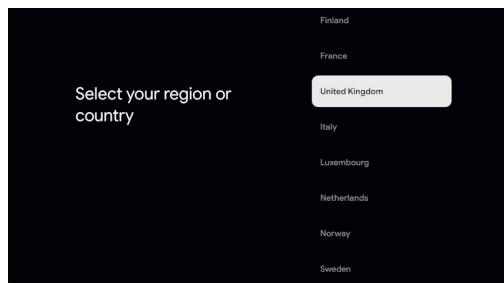 Select your region or
country
Finland
France
United Kingdom
Italy
Luxembourg
Netherlands
Norway
Sweden